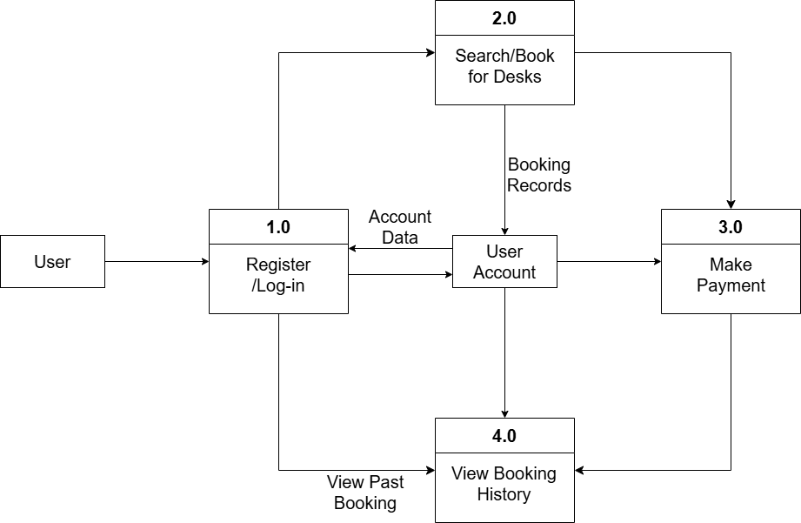 2.0
Search/Book
for Desks
Booking
Records
1.0
Register
/Log-in
Account
Data
User
User
Account
3.0
Make
Payment
4.0
View Booking
History
View Past
Booking